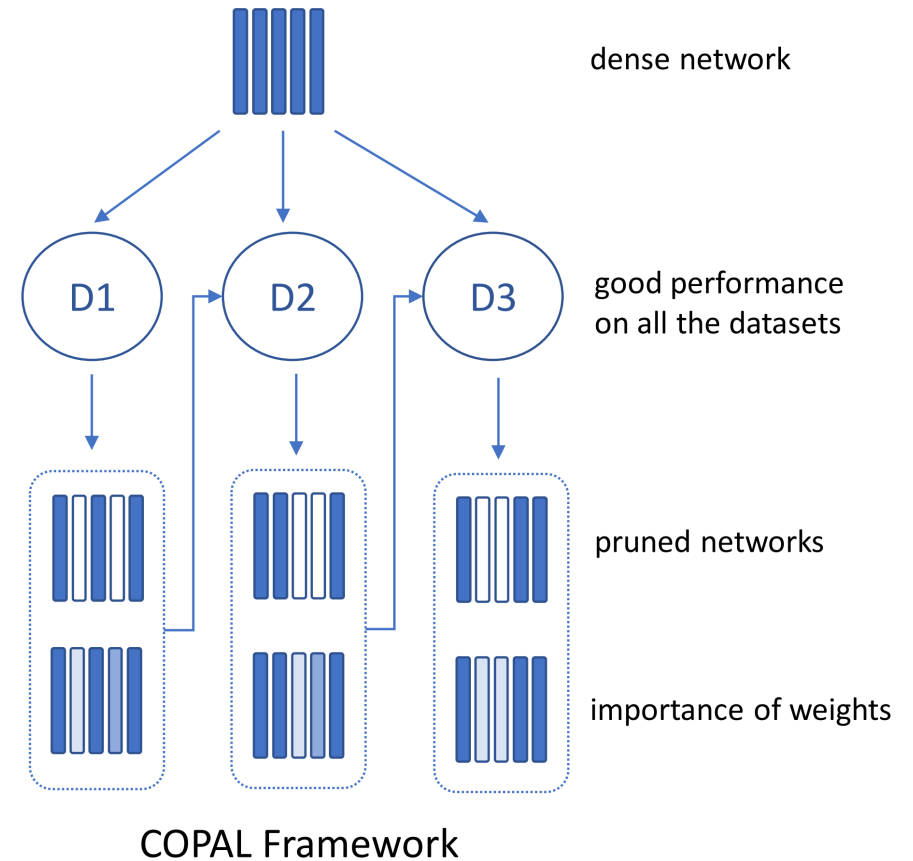 dense network
D1
D2
D3
good performance
on all the datasets
pruned networks
importance of weights
COPAL Framework